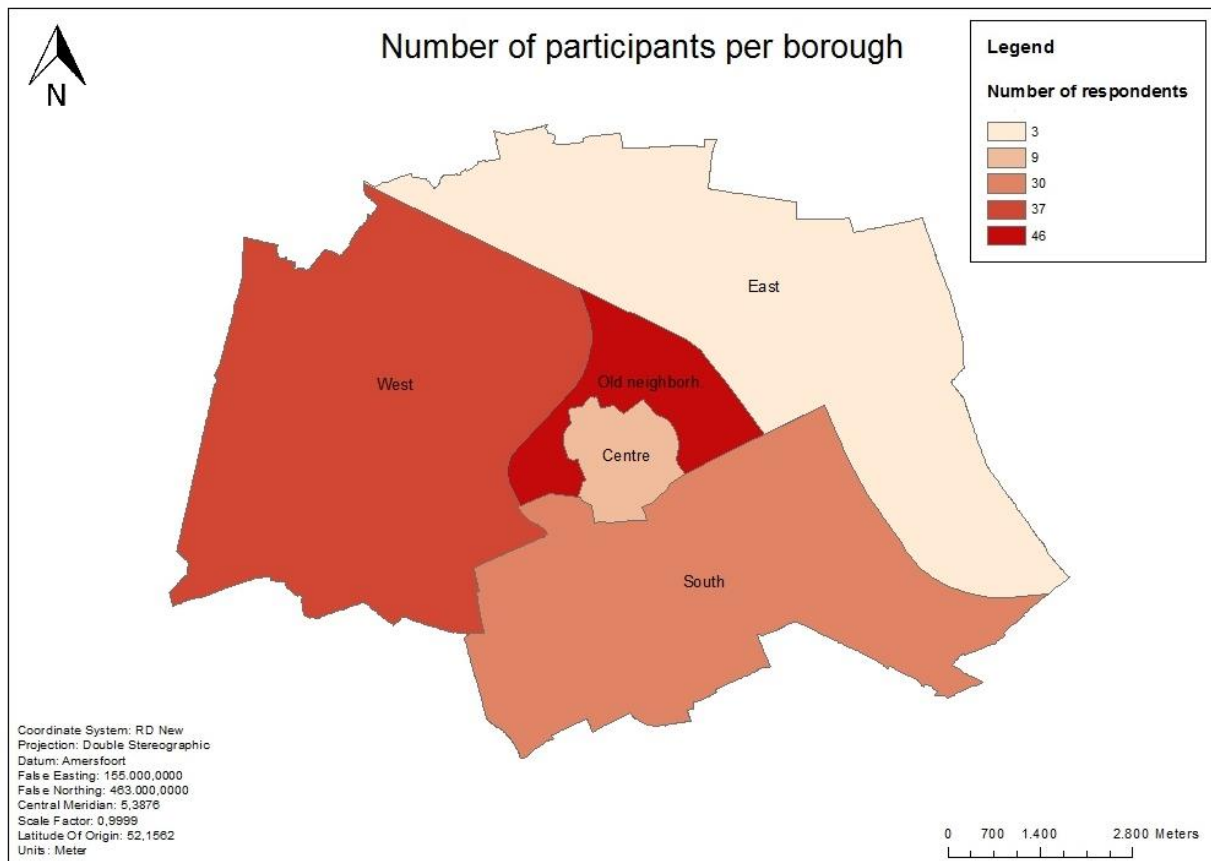 N
Number of participants per borough
Legend
Number of respondents
3
9
30
37
46
East
West
Old neighborh.
Centre
South
Coordinate System: RD New
Projection: Double Stereographic
Datum: Amersfoort
False Easting: 155.000,0000
False Northing: 463.000,0000
Central Meridian: 5,3876
Scale Factor: 0,9999
Latitude Of Origin: 52,1562
Units: Meter
0 700 1.400 2.800 Meters